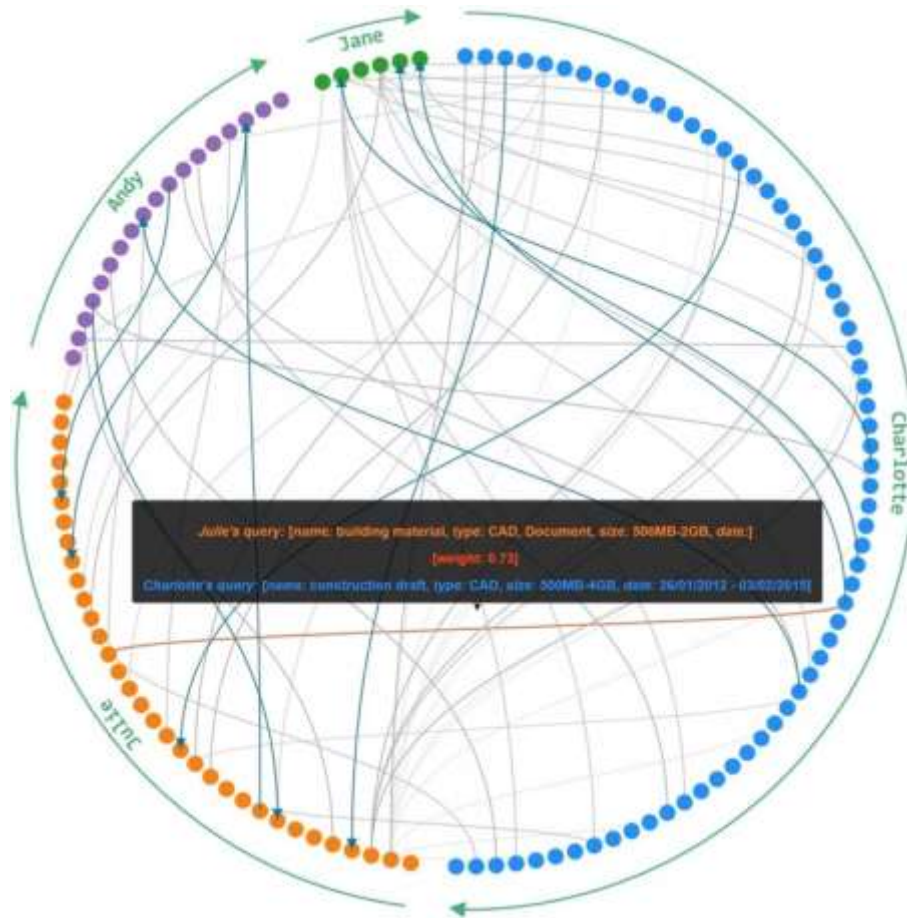 Jane
Andy
Charlotte
Julie's query: [name: building material, type: CAD, Document, size: 500MB-2GB, date:]
[weight: 0.73]
Charlotte's query: [name: construction draft, type: CAD, size: 500MB-4GB, date: 26/01/2012 - 03/02/2015]
Julie